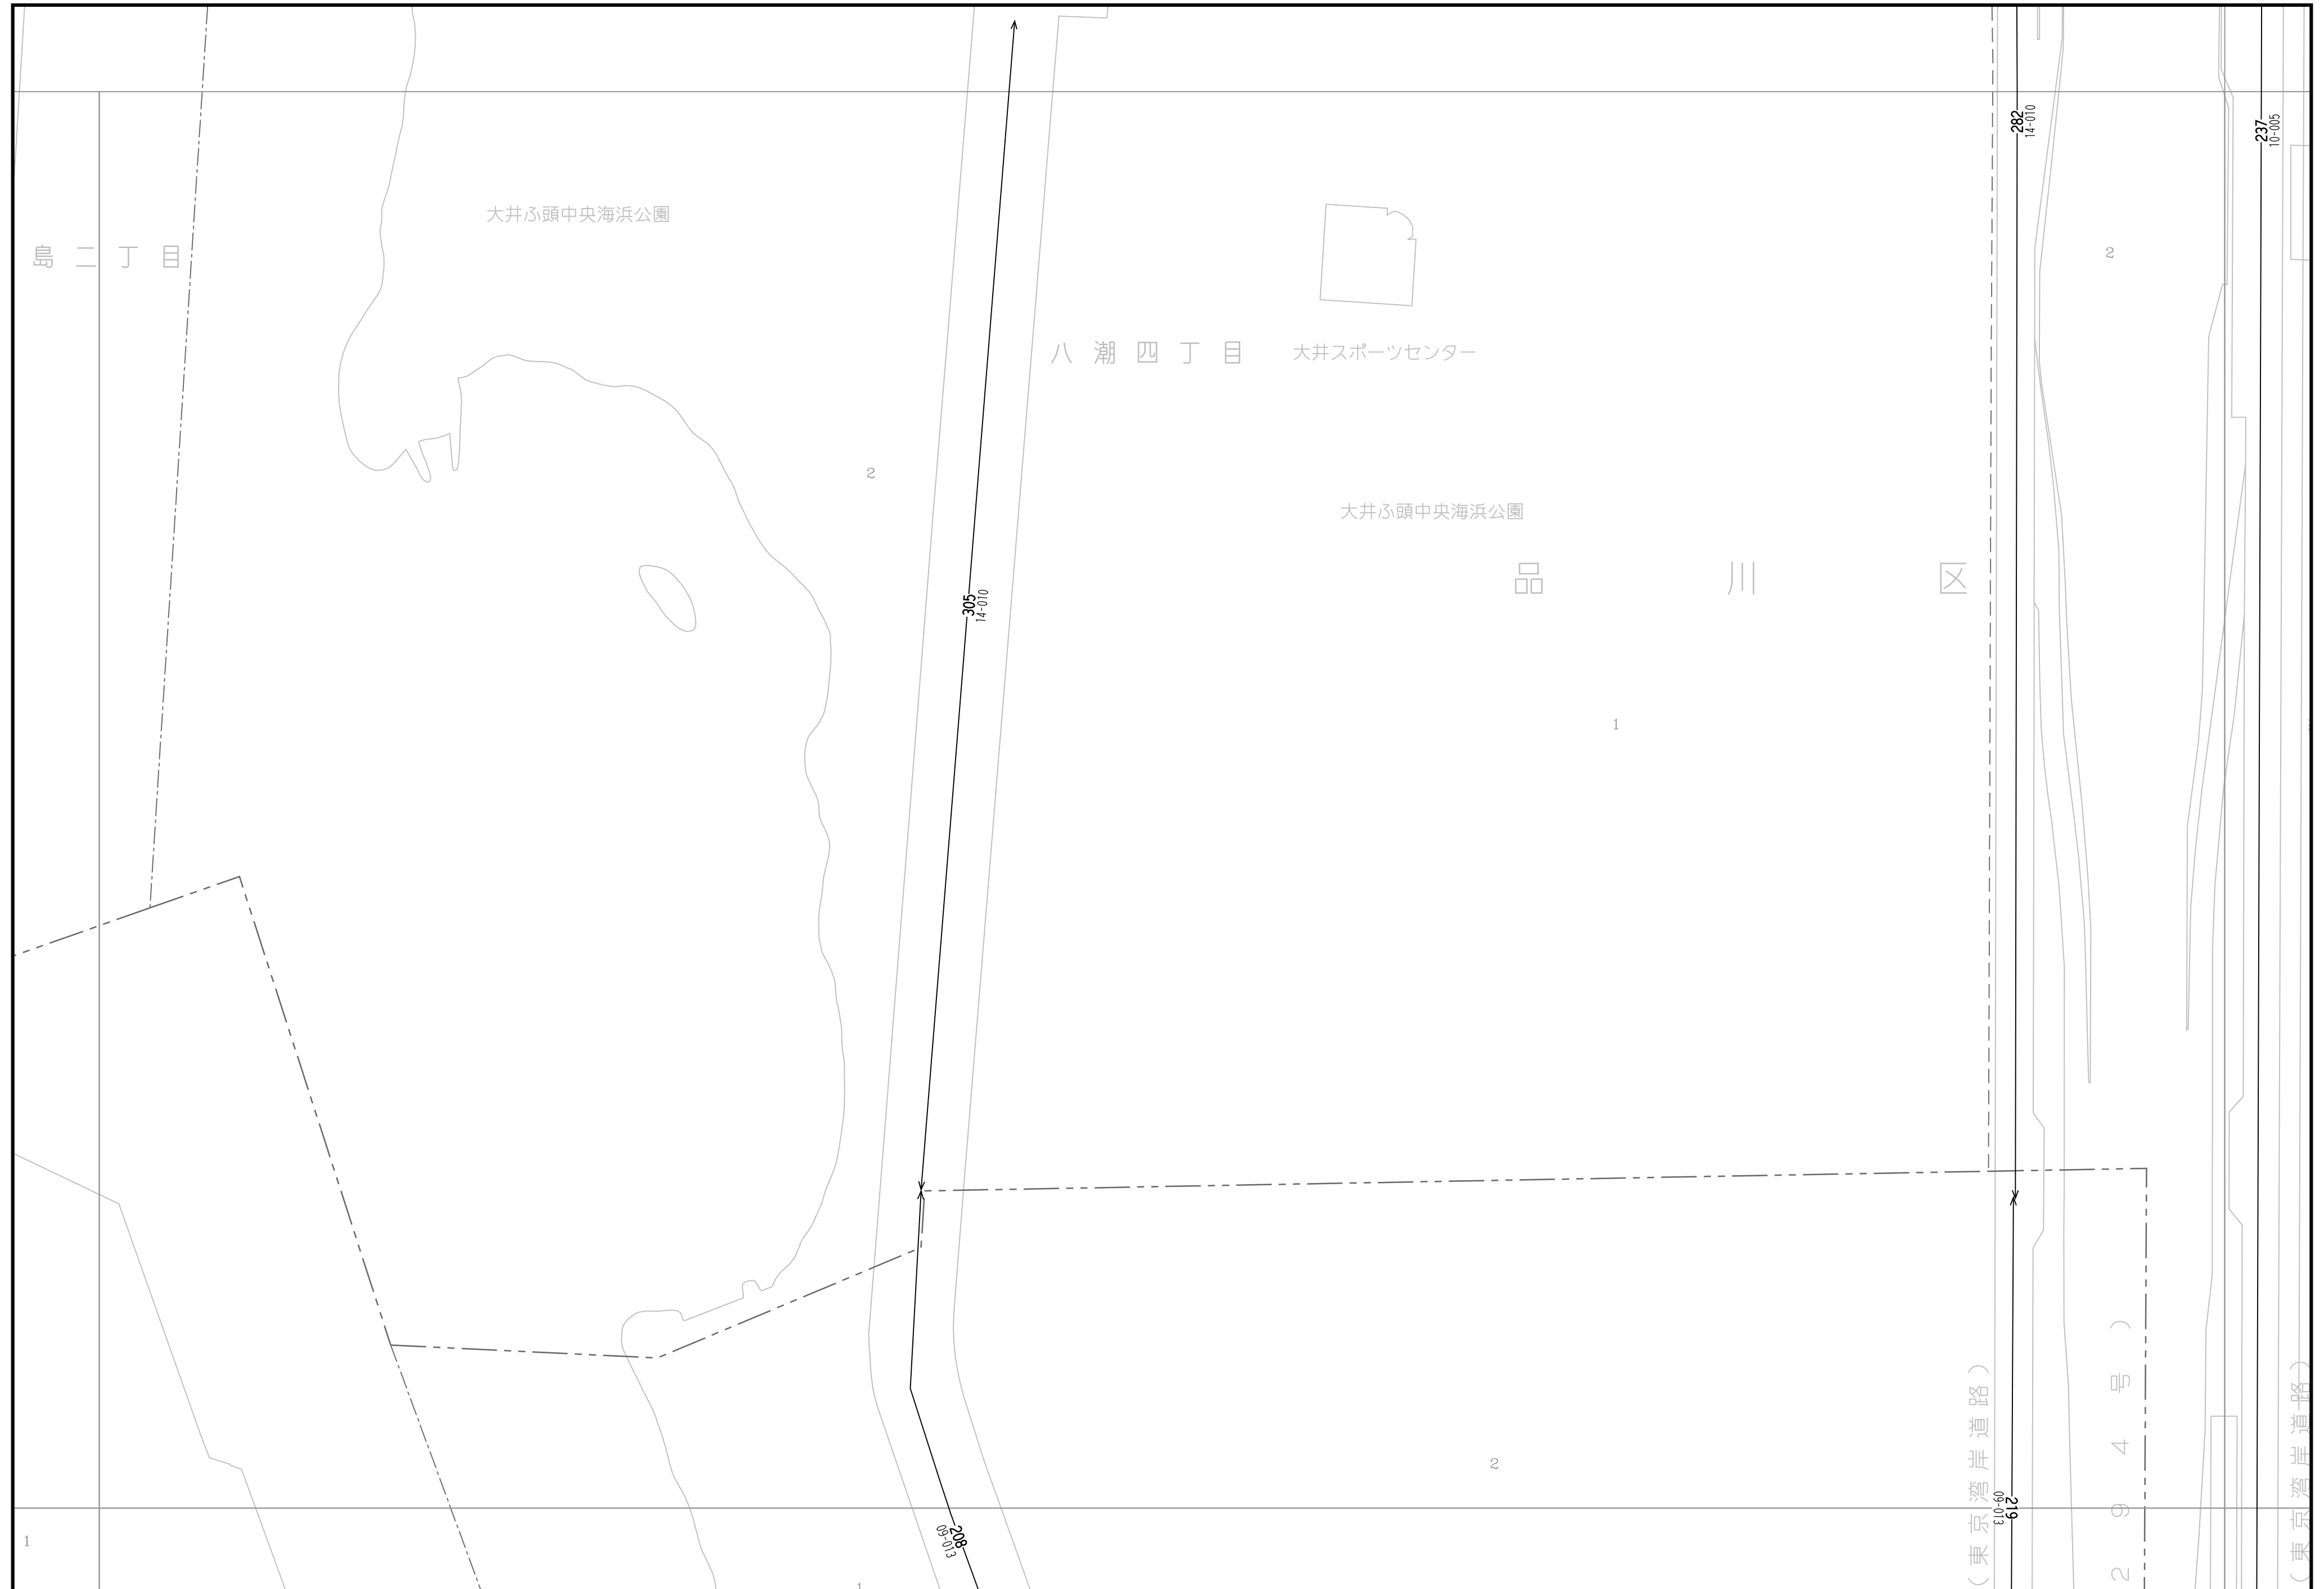 282
14-010
237
10-005
大井ふ頭中央海浜公園
島二丁目
2
八潮四丁目
大井スポーツセンター
2
大井ふ頭中央海浜公園
品川区
305
14-010
1
(東京湾岸道路)
294号)
(東京湾岸道路)
2
219
09-013
208
09-013
1
1